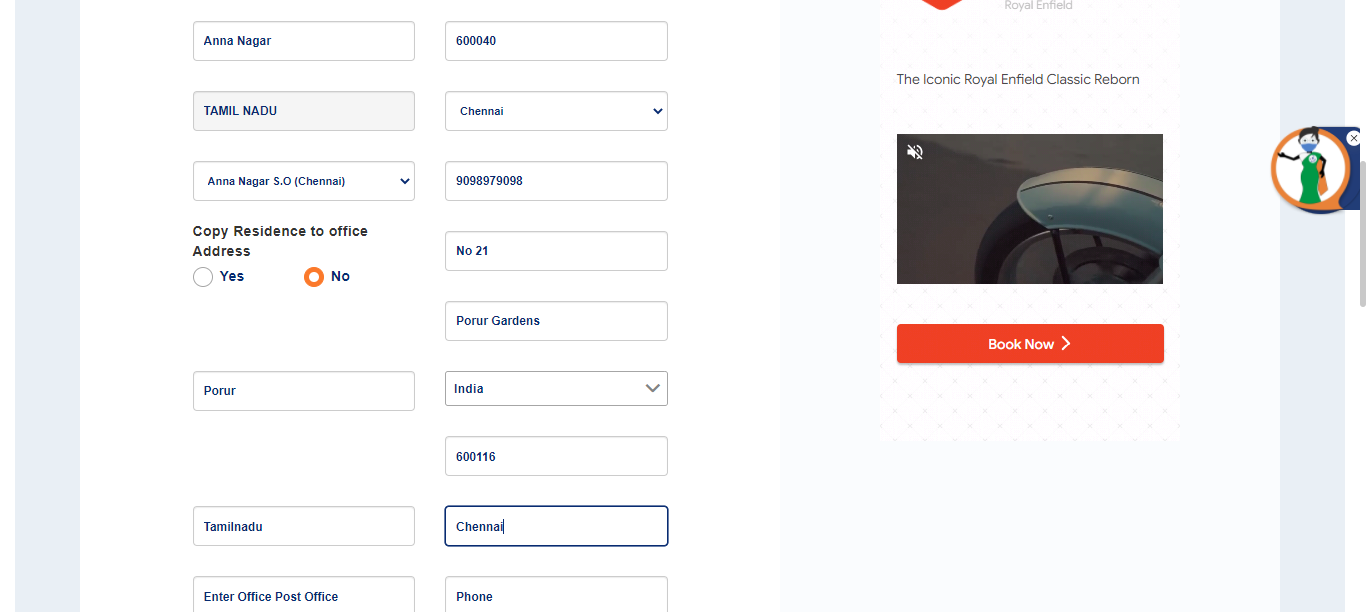 Royal Enfield
Anna Nagar
600040
TAMIL NADU
Chennai
Anna Nagar S.O (Chennai)
9098979098
Copy Residence to office
Address
Yes
No
No 21
Porur Gardens
Porur
India
600116
Tamilnadu
Chennai
Enter Office Post Office
Phone
The Iconic Royal Enfield Classic Reborn
Book Now